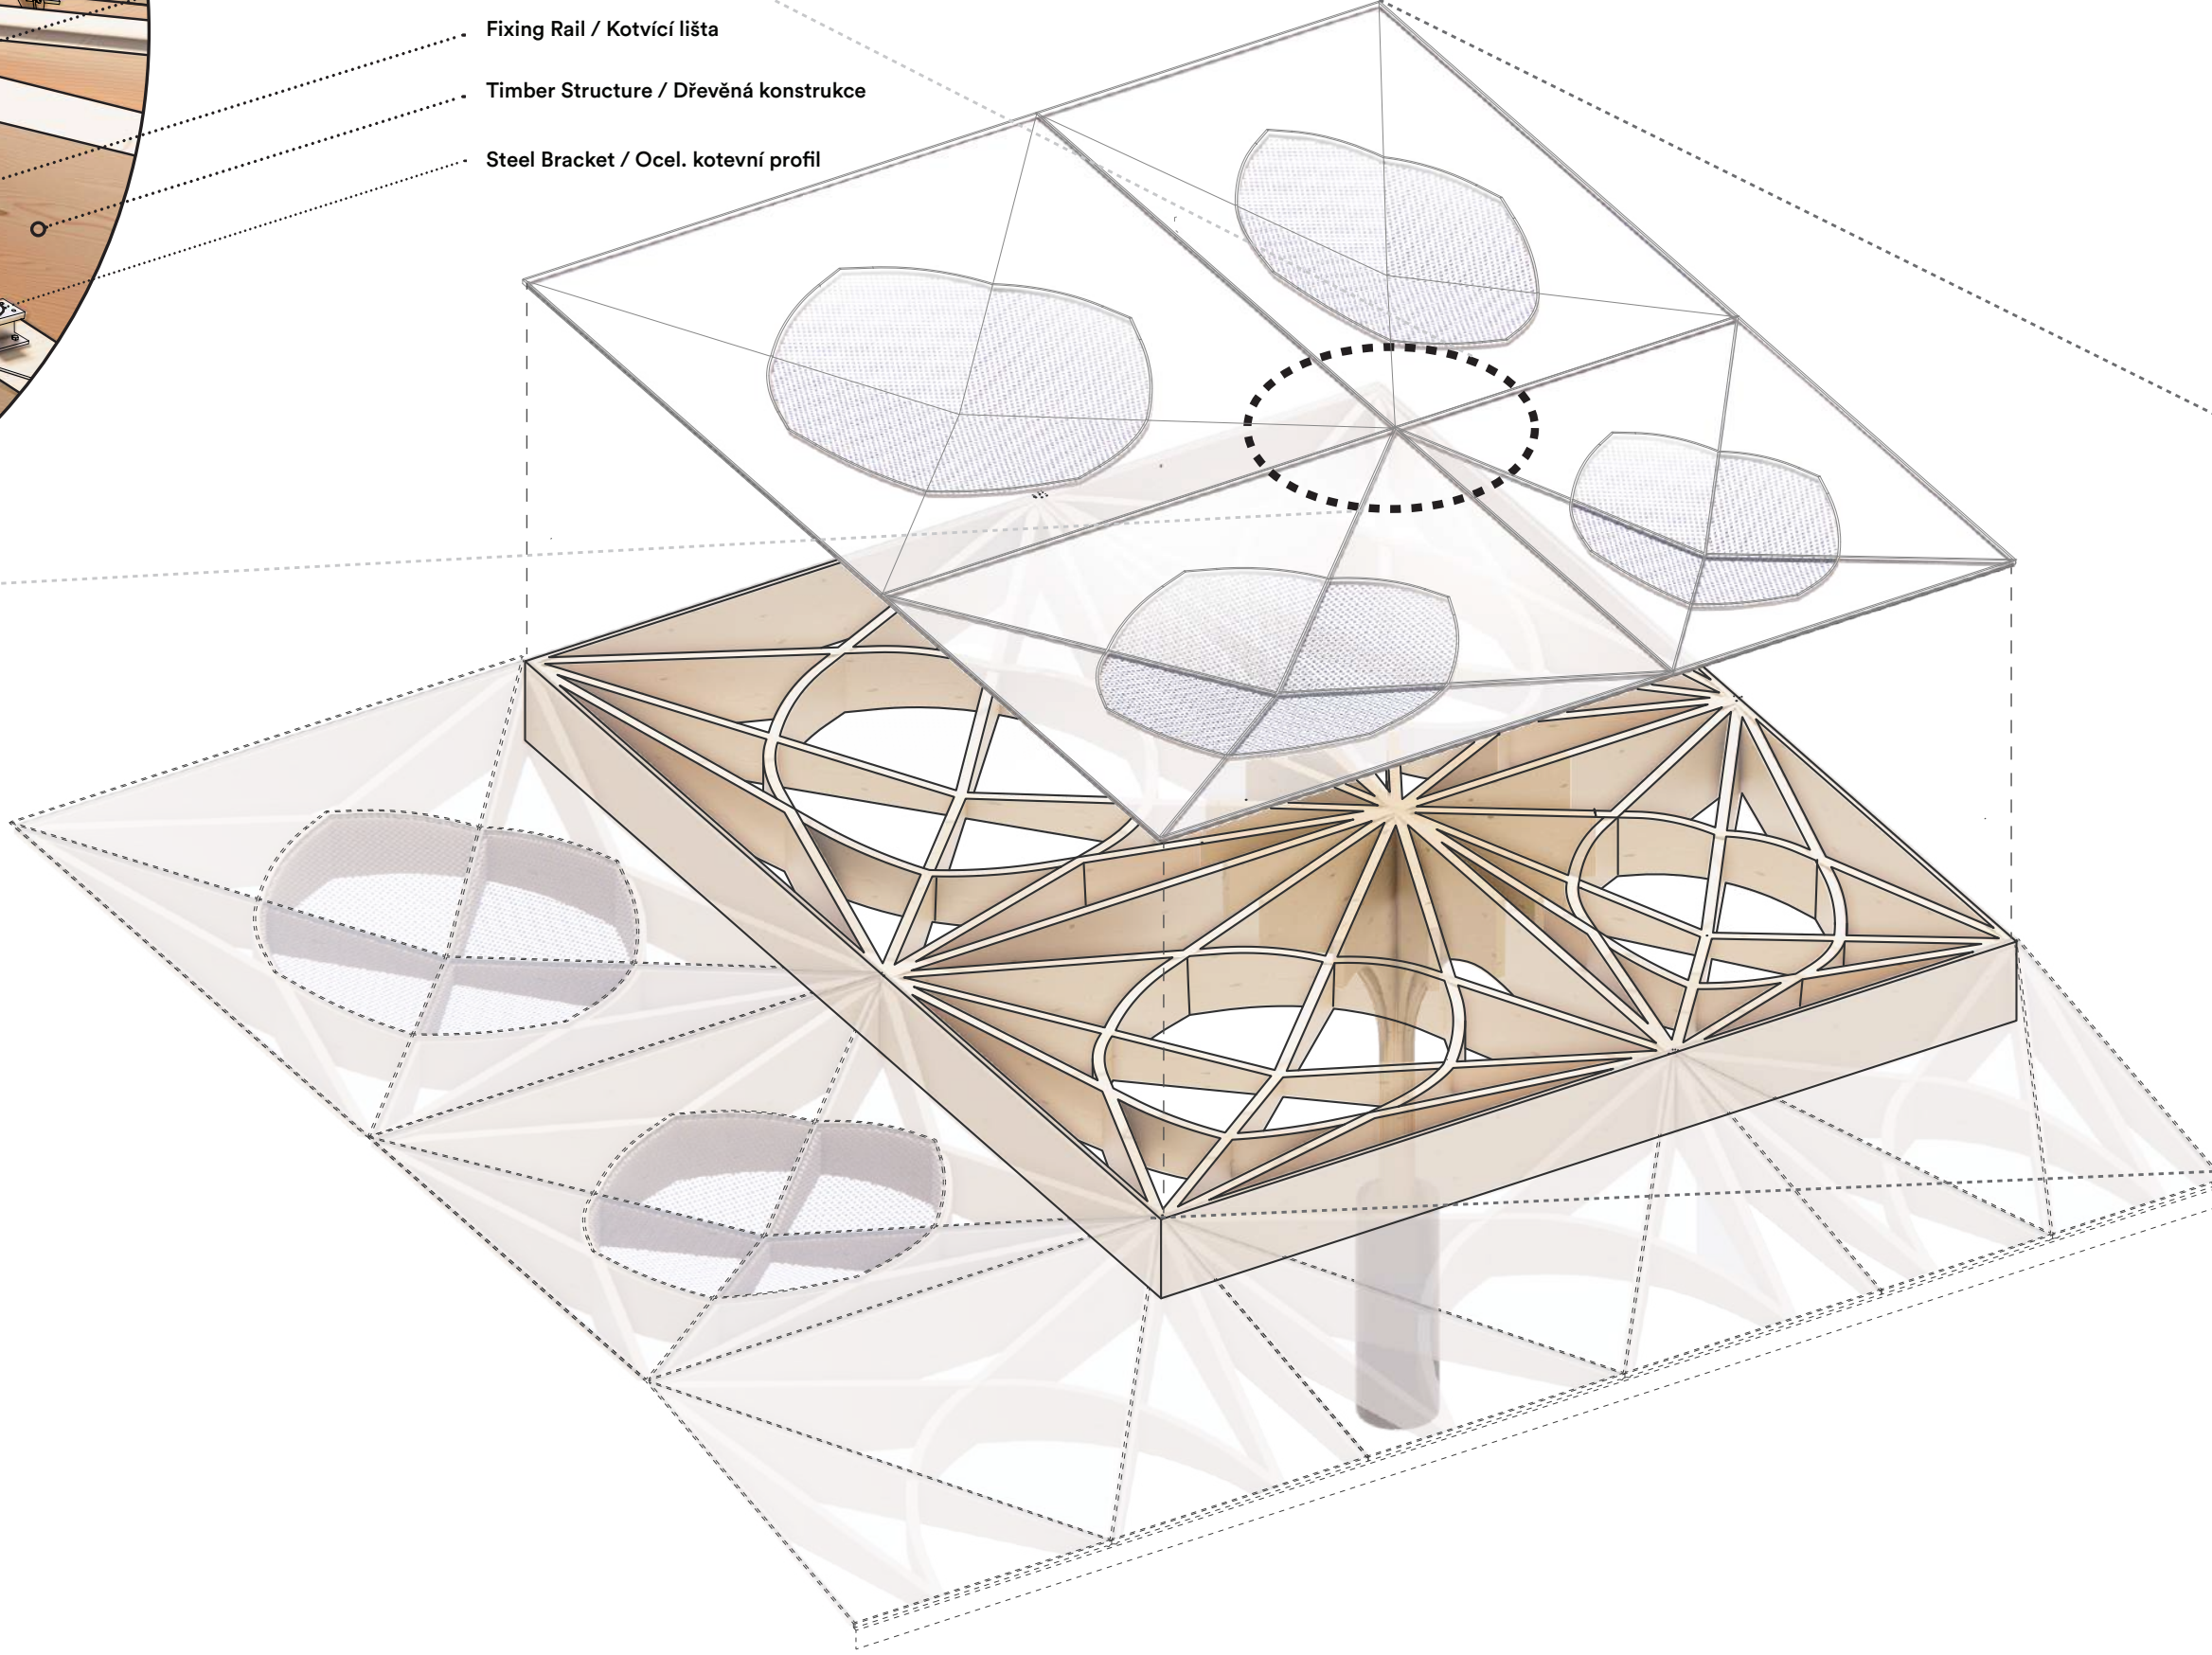 Fixing Rail / Kotvící lišta
Timber Structure / Dřevěná konstrukce
Steel Bracket / Ocel. kotevní profil